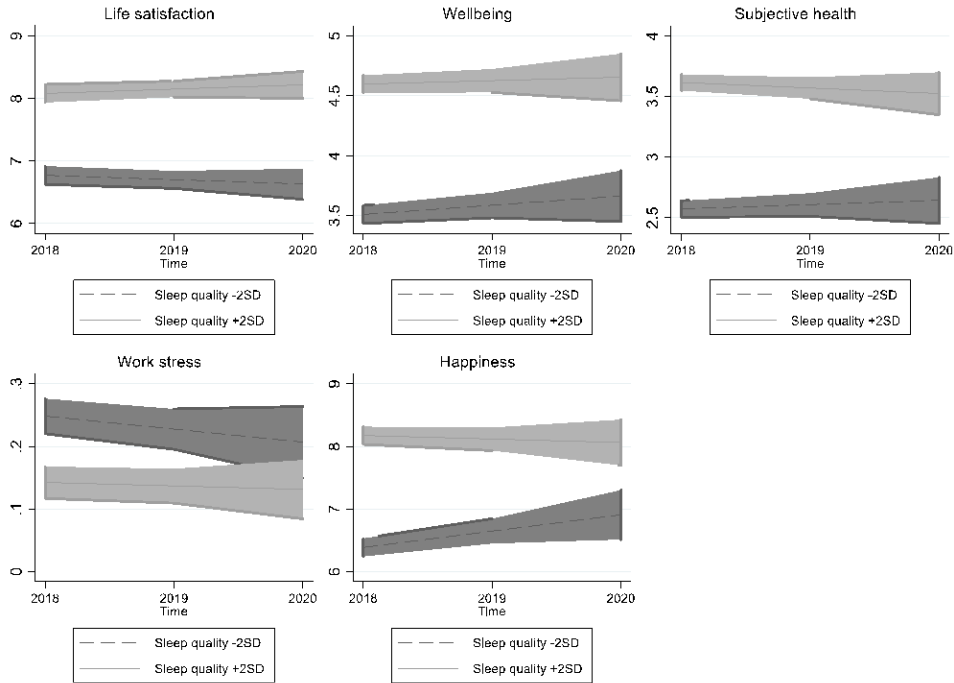 Life satisfaction
9
8
7
6
2018 2019 2020
Time
Sleep quality -2SD
Sleep quality +2SD
Wellbeing
5
4.5
4
3.5
2018 2019 2020
Time
Sleep quality -2SD
Sleep quality +2SD
Subjective health
4
3.5
3
2.5
2018 2019 2020
Time
Sleep quality -2SD
Sleep quality +2SD
Work stress
.3
.2
.1
0
2018 2019 2020
Time
Sleep quality -2SD
Sleep quality +2SD
Happiness
9
8
7
6
2018 2019 2020
Time
Sleep quality -2SD
Sleep quality +2SD